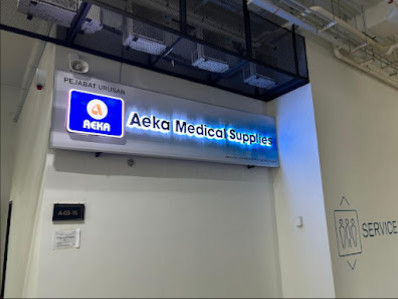 PEJABAT URUSAN
AEKA
Aeka Medical Supplies
SERVICE